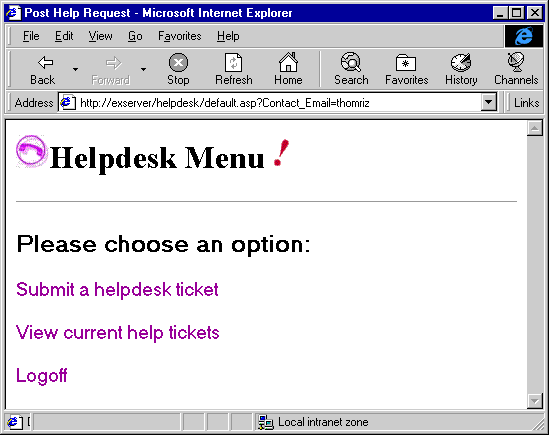 Post Help Request - Microsoft Internet Explorer
File Edit View Go Favorites Help
Back Forward Stop Refresh Home Search Favorites History Channels
Address http://exserver/helpdesk/default.asp?Contact_Email=thomriz Links
Helpdesk Menu !
Please choose an option:
Submit a helpdesk ticket
View current help tickets
Logoff
Local intranet zone